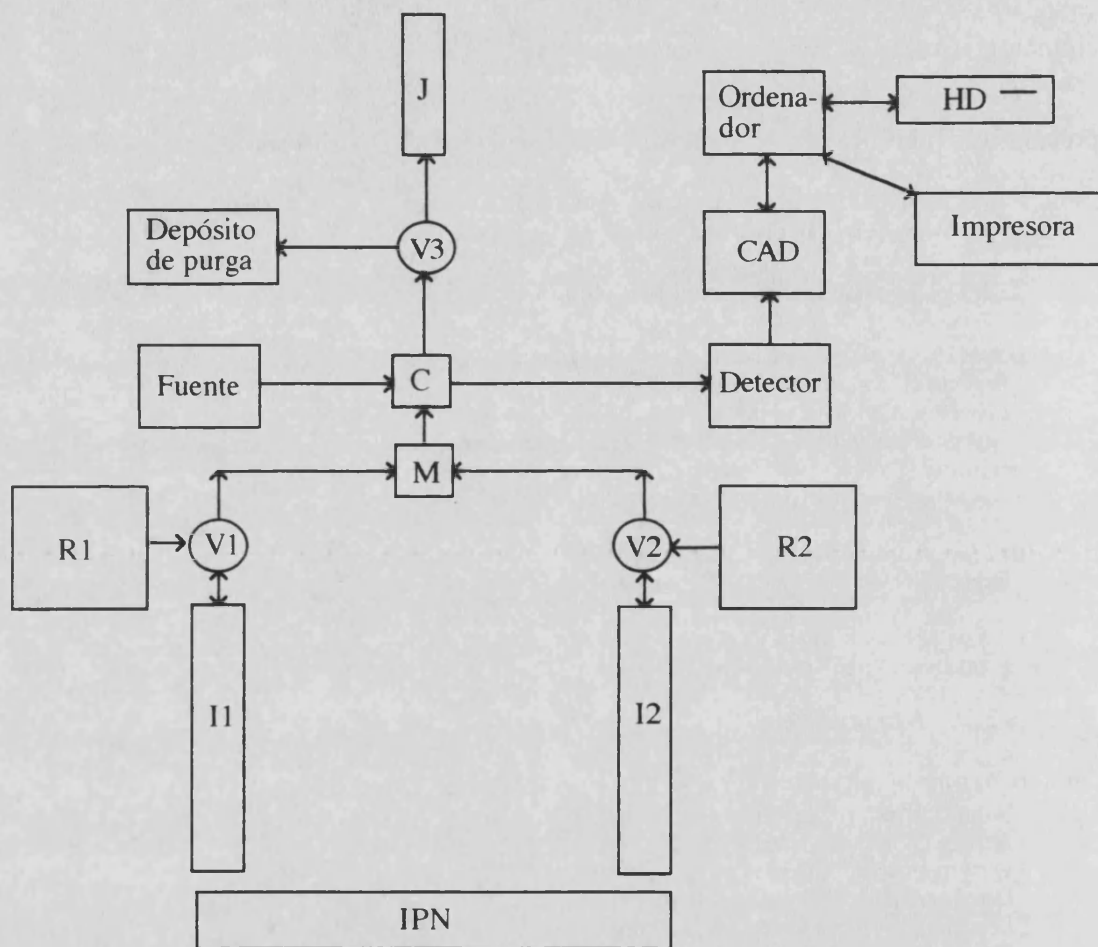 J
Ordena-
dor
HD
Depósito
de purga
V3
CAD
Impresora
Fuente
C
Detector
M
R1
V1
V2
R2
I1
I2
IPN